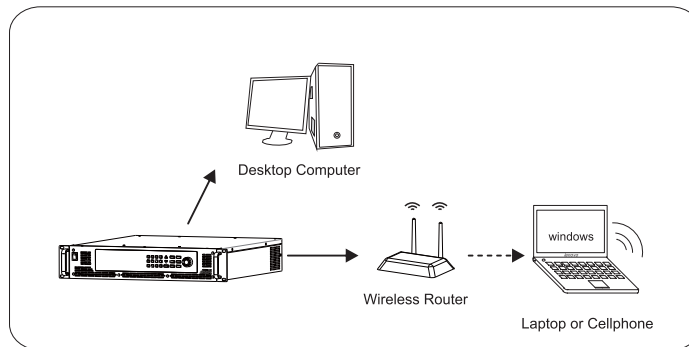 Desktop Computer
windows
Wireless Router
Laptop or Cellphone